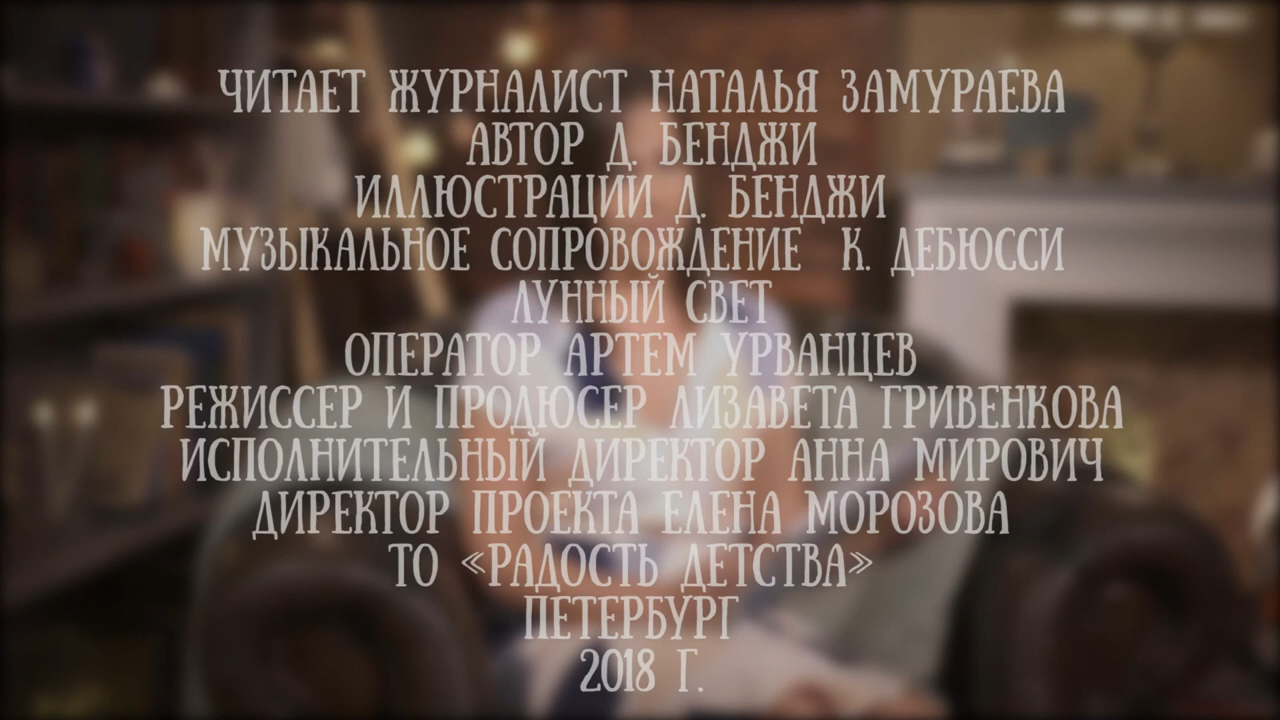 ЧИТАЕТ ЖУРНАЛИСТ НАТАЛЬЯ ЗАМУРАЕВА
АВТОР Д. БЕНДЖИ
ИЛЛЮСТРАЦИИ Д. БЕНДЖИ
МУЗЫКАЛЬНОЕ СОПРОВОЖДЕНИЕ К. ДЕБЮССИ
ЛУННЫЙ СВЕТ
ОПЕРАТОР АРТЕМ УРВАНЦЕВ
РЕЖИССЕР И ПРОДЮСЕР ЛИЗАВЕТА ГРИВЕНКОВА
ИСПОЛНИТЕЛЬНЫЙ ДИРЕКТОР АННА МИРОВИЧ
ДИРЕКТОР ПРОЕКТА ЕЛЕНА МОРОЗОВА
ТО «РАДОСТЬ ДЕТСТВА»
ПЕТЕРБУРГ
2018 Г.